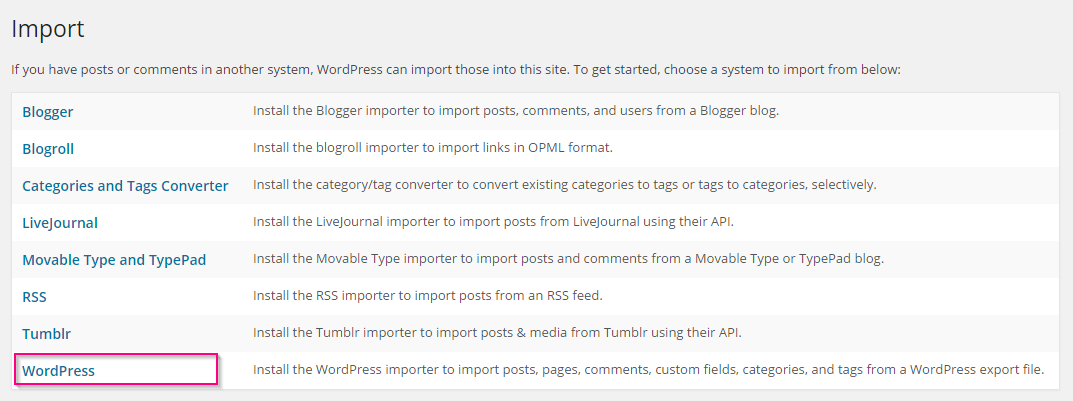 Import
If you have posts or comments in another system, WordPress can import those into this site. To get started, choose a system to import from below:
Blogger Install the Blogger importer to import posts, comments, and users from a Blogger blog.
Blogroll Install the blogroll importer to import links in OPML format.
Categories and Tags Converter Install the category/tag converter to convert existing categories to tags or tags to categories, selectively.
LiveJournal Install the LiveJournal importer to import posts from LiveJournal using their API.
Movable Type and TypePad Install the Movable Type importer to import posts and comments from a Movable Type or TypePad blog.
RSS Install the RSS importer to import posts from an RSS feed.
Tumblr Install the Tumblr importer to import posts & media from Tumblr using their API.
WordPress Install the WordPress importer to import posts, pages, comments, custom fields, categories, and tags from a WordPress export file.